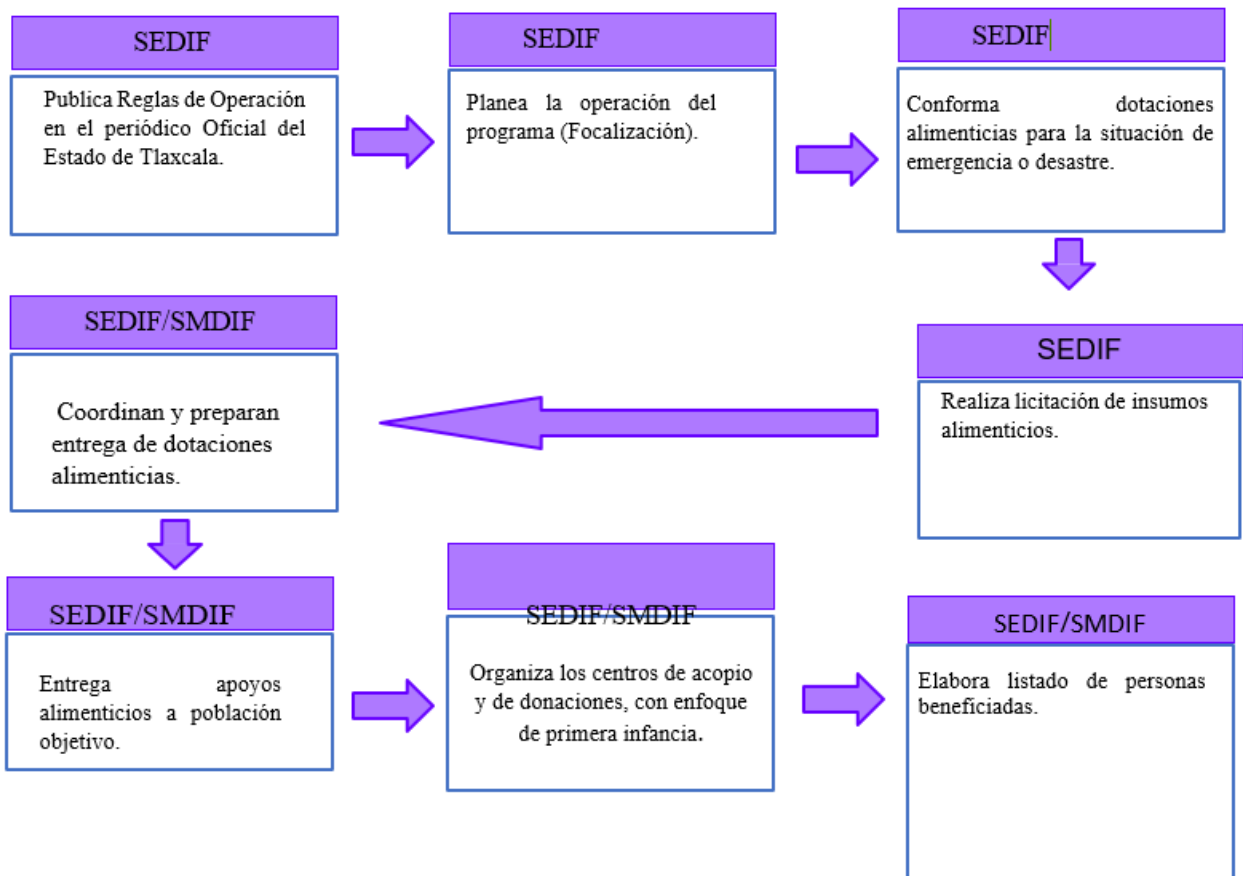 SEDIF
Publica Reglas de Operación
en el periódico Oficial del
Estado de Tlaxcala.
SEDIF
Planea la operación del
programa (Focalización).
SEDIF
Conforma dotaciones
alimenticias para la situación de
emergencia o desastre.
SEDIF
Realiza licitación de insumos
alimenticios.
SEDIF/SMDIF
Coordinan y preparan
entrega de dotaciones
alimenticias.
SEDIF/SMDIF
Entrega apoyos
alimenticios a población
objetivo.
SEDIF/SMDIF
Organiza los centros de acopio
y de donaciones, con enfoque
de primera infancia.
SEDIF/SMDIF
Elabora listado de personas
beneficiadas.